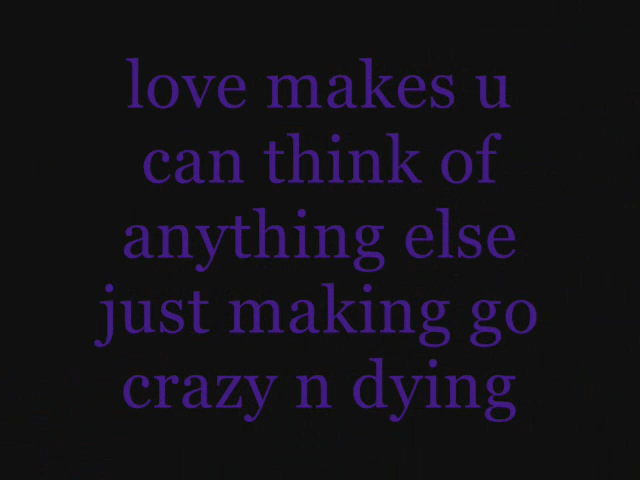 love makes u
can think of
anything else
just making go
crazy n dying